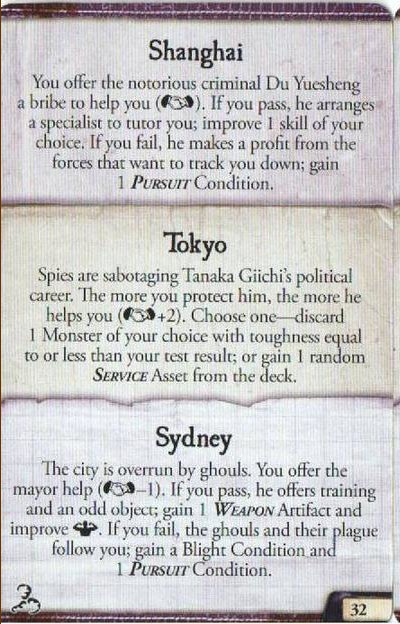 Shanghai
You offer the notorious criminal Du Yuesheng
a bribe to help you (). If you pass, he arranges
a specialist to tutor you; improve 1 skill of your
choice. If you fail, he makes a profit from the
forces that want to track you down; gain
1 PURSUIT Condition.
Tokyo
Spies are sabotaging Tanaka Giichi's political
career. The more you protect him, the more he
helps you (+2). Choose one—discard
1 Monster of your choice with toughness equal
to or less than your test result; or gain 1 random
SERVICE Asset from the deck.
Sydney
The city is overrun by ghouls. You offer the
mayor help (–1). If you pass, he offers training
and an odd object; gain 1 WEAPON Artifact and
improve . If you fail, the ghouls and their plague
follow you; gain a Blight Condition and
1 PURSUIT Condition.
32